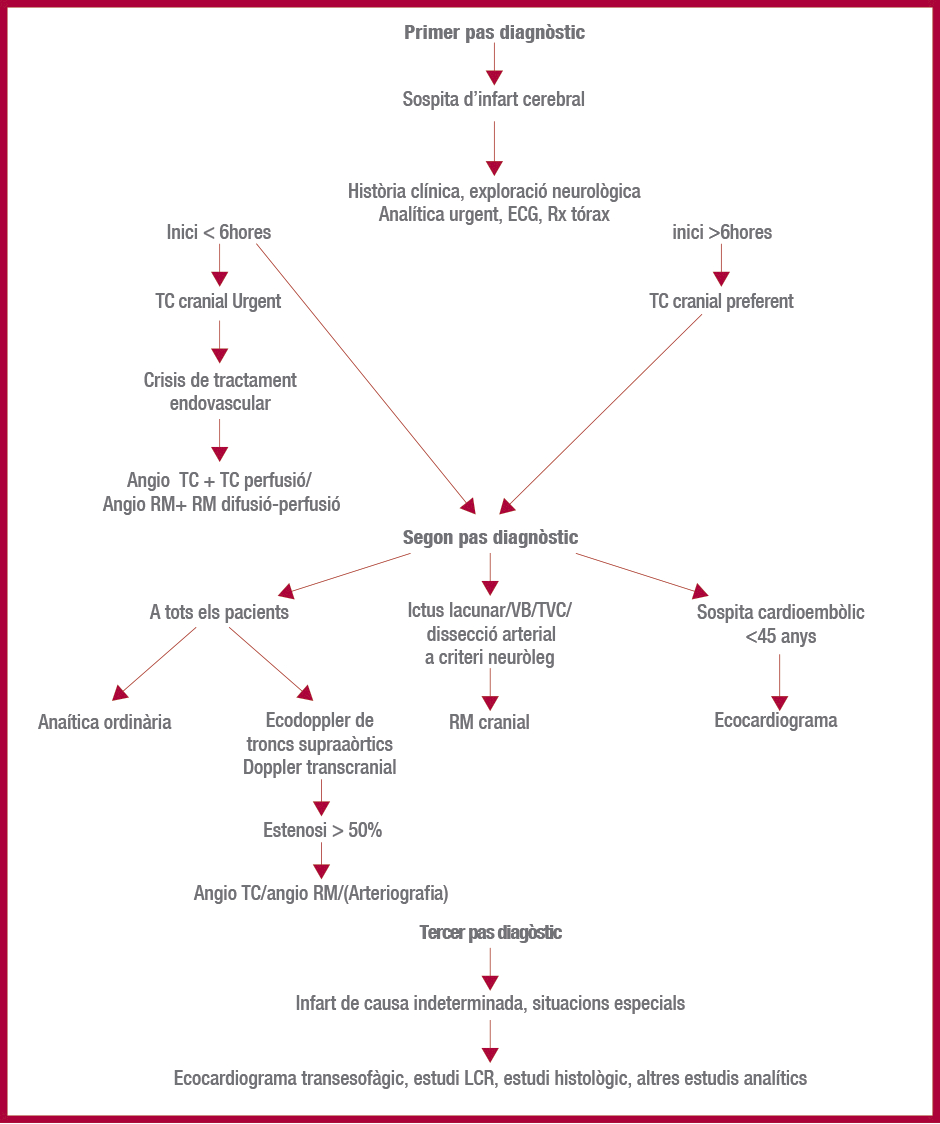 Primer pas diagnòstic
Sospita d'infart cerebral
Història clínica, exploració neurològica
Analítica urgent, ECG, Rx tórax
Inici < 6hores
inici >6hores
TC cranial Urgent
TC cranial preferent
Crisis de tractament
endovascular
Angio TC + TC perfusió/
Angio RM+ RM difusió-perfusió
Segon pas diagnòstic
A tots els pacients
Ictus lacunar/VB/TVC/
dissecció arterial
a criteri neuròleg
Sospita cardioembòlic
<45 anys
Anaítica ordinària
Ecodoppler de
troncs supraaòrtics
Doppler transcranial
RM cranial
Ecocardiograma
Estenosi > 50%
Angio TC/angio RM/(Arteriografia)
Tercer pas diagòstic
Infart de causa indeterminada, situacions especials
Ecocardiograma transesofàgic, estudi LCR, estudi histològic, altres estudis analítics